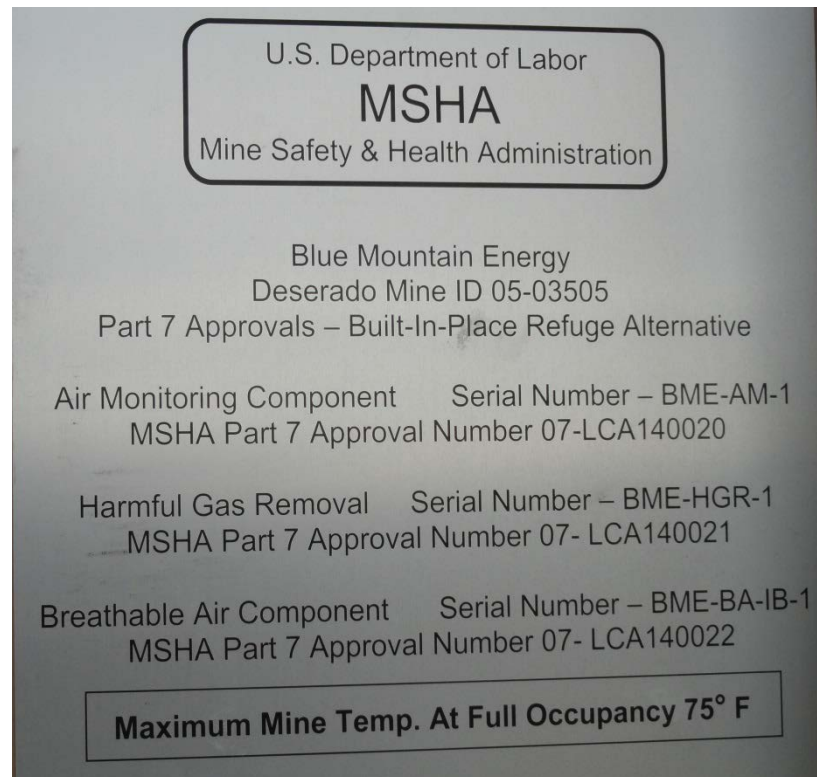 U.S. Department of Labor
MSHA
Mine Safety & Health Administration
Blue Mountain Energy
Deserado Mine ID 05-03505
Part 7 Approvals – Built-In-Place Refuge Alternative
Air Monitoring Component Serial Number – BME-AM-1
MSHA Part 7 Approval Number 07-LCA140020
Harmful Gas Removal Serial Number – BME-HGR-1
MSHA Part 7 Approval Number 07- LCA140021
Breathable Air Component Serial Number – BME-BA-IB-1
MSHA Part 7 Approval Number 07- LCA140022
Maximum Mine Temp. At Full Occupancy 75° F